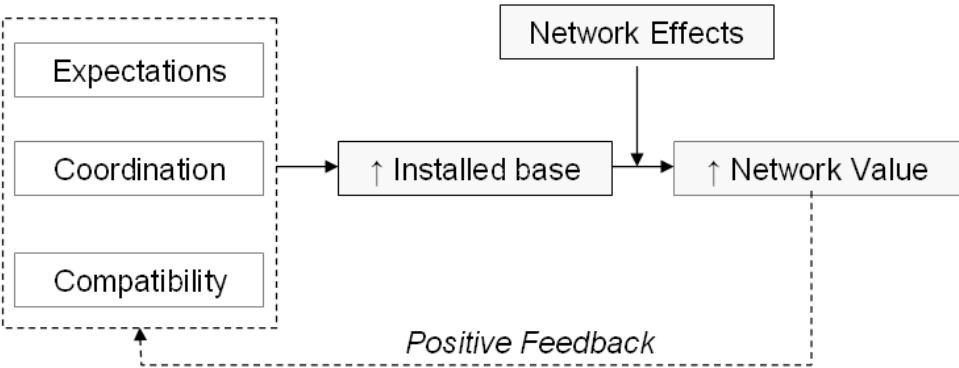 Network Effects
Expectations
Coordination
↑ Installed base
↑ Network Value
Compatibility
Positive Feedback